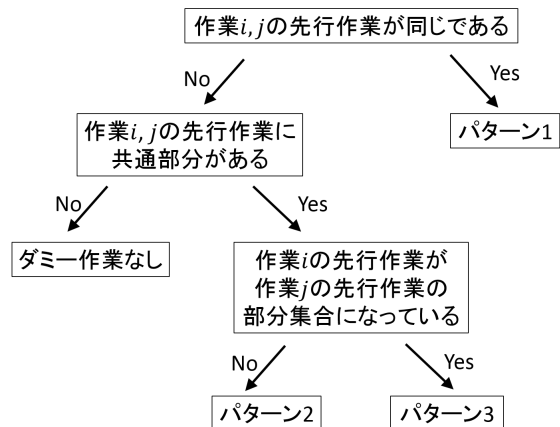 作業i, jの先行作業が同じである
No
Yes
作業i, jの先行作業に
共通部分がある
パターン1
No
Yes
ダミー作業なし
作業iの先行作業が
作業jの先行作業の
部分集合になっている
No
Yes
パターン2
パターン3